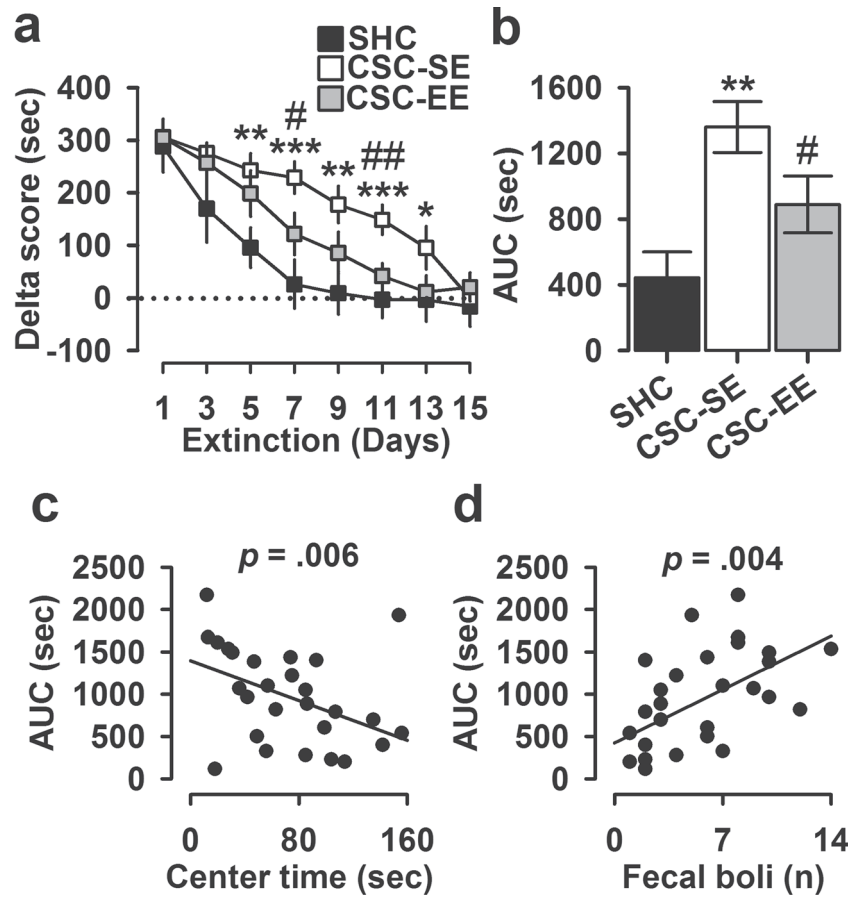 a
SHC
CSC-SE
CSC-EE
Delta score (sec)
400
300
200
100
0
-100
**
#
***
**
##
***
*
1 3 5 7 9 11 13 15
Extinction (Days)
b
AUC (sec)
1600
1200
800
400
0
**
#
SHC
CSC-SE
CSC-EE
c
p = .006
AUC (sec)
2500
2000
1500
1000
500
0
0 80 160
Center time (sec)
d
p = .004
AUC (sec)
2500
2000
1500
1000
500
0
0 7 14
Fecal boli (n)